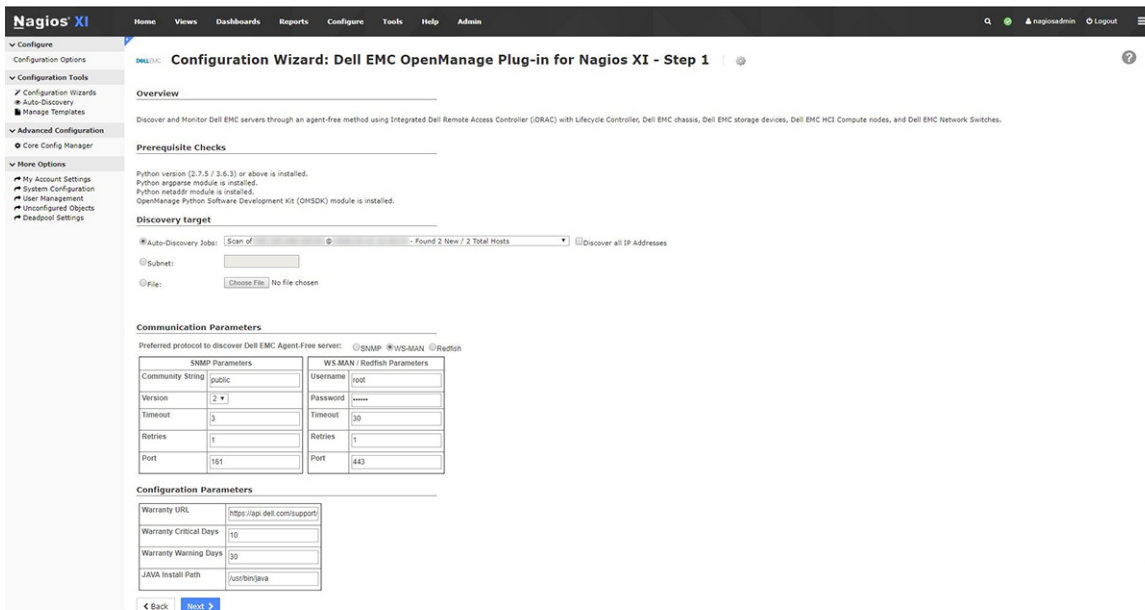 Nagios XI
Home Views Dashboards Reports Configure Tools Help Admin
nagiosadmin Logout
Configure
Configuration Options
Configuration Tools
Configuration Wizards
Auto-Discovery
Manage Templates
Advanced Configuration
Core Config Manager
More Options
My Account Settings
System Configuration
User Management
Unconfigured Objects
Deadpool Settings
DELLEMC Configuration Wizard: Dell EMC OpenManage Plug-in for Nagios XI - Step 1
Overview
Discover and Monitor Dell EMC servers through an agent-free method using Integrated Dell Remote Access Controller (iDRAC) with Lifecycle Controller, Dell EMC chassis, Dell EMC storage devices, Dell EMC HCI Compute nodes, and Dell EMC Network Switches.
Prerequisite Checks
Python version (2.7.5 / 3.6.3) or above is installed.
Python argparse module is installed.
Python netaddr module is installed.
OpenManage Python Software Development Kit (OMSDK) module is installed.
Discovery target
Auto-Discovery Jobs: Scan of @ - Found 2 New / 2 Total Hosts Discover all IP Addresses
Subnet:
File: Choose File No file chosen
Communication Parameters
Preferred protocol to discover Dell EMC Agent-Free server: SNMP WS-MAN Redfish
SNMP Parameters WS-MAN / Redfish Parameters
Community String public Username root
Version 2 Password ••••••
Timeout 3 Timeout 30
Retries 1 Retries 1
Port 161 Port 443
Configuration Parameters
Warranty URL https://api.dell.com/support/
Warranty Critical Days 10
Warranty Warning Days 30
JAVA Install Path /usr/bin/java
Back Next